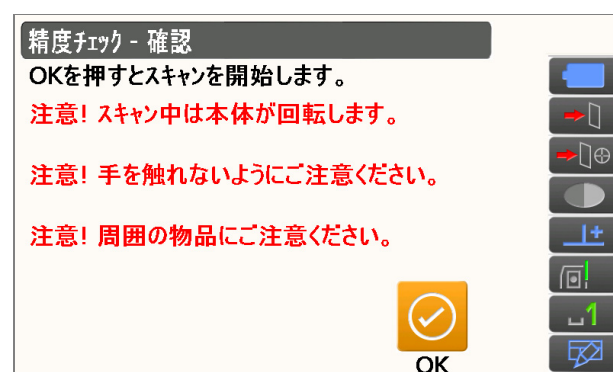 精度ﾁｪｯｸ - 確認
OKを押すとｽｷｬﾝを開始します。
注意! ｽｷｬﾝ中は本体が回転します。
注意! 手を触れないようにご注意ください。
注意! 周囲の物品にご注意ください。
OK
1